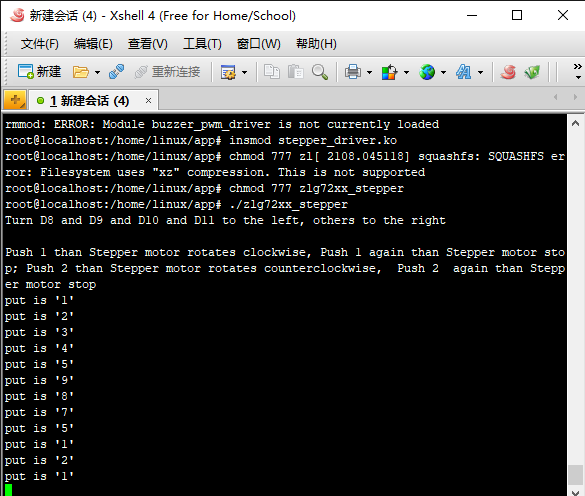 新建会话 (4) - Xshell 4 (Free for Home/School)
文件(F) 编辑(E) 查看(V) 工具(T) 窗口(W) 帮助(H)
新建 重新连接
1 新建会话 (4)
rmmod: ERROR: Module buzzer_pwm_driver is not currently loaded
root@localhost:/home/linux/app# insmod stepper_driver.ko
root@localhost:/home/linux/app# chmod 777 zl[ 2108.045118] squashfs: SQUASHFS er
ror: Filesystem uses "xz" compression. This is not supported
root@localhost:/home/linux/app# chmod 777 zlg72xx_stepper
root@localhost:/home/linux/app# ./zlg72xx_stepper
Turn D8 and D9 and D10 and D11 to the left, others to the right
Push 1 than Stepper motor rotates clockwise, Push 1 again than Stepper motor sto
p; Push 2 than Stepper motor rotates counterclockwise,  Push 2  again than Stepp
er motor stop
put is '1'
put is '2'
put is '3'
put is '4'
put is '5'
put is '9'
put is '8'
put is '7'
put is '5'
put is '1'
put is '2'
put is '1'